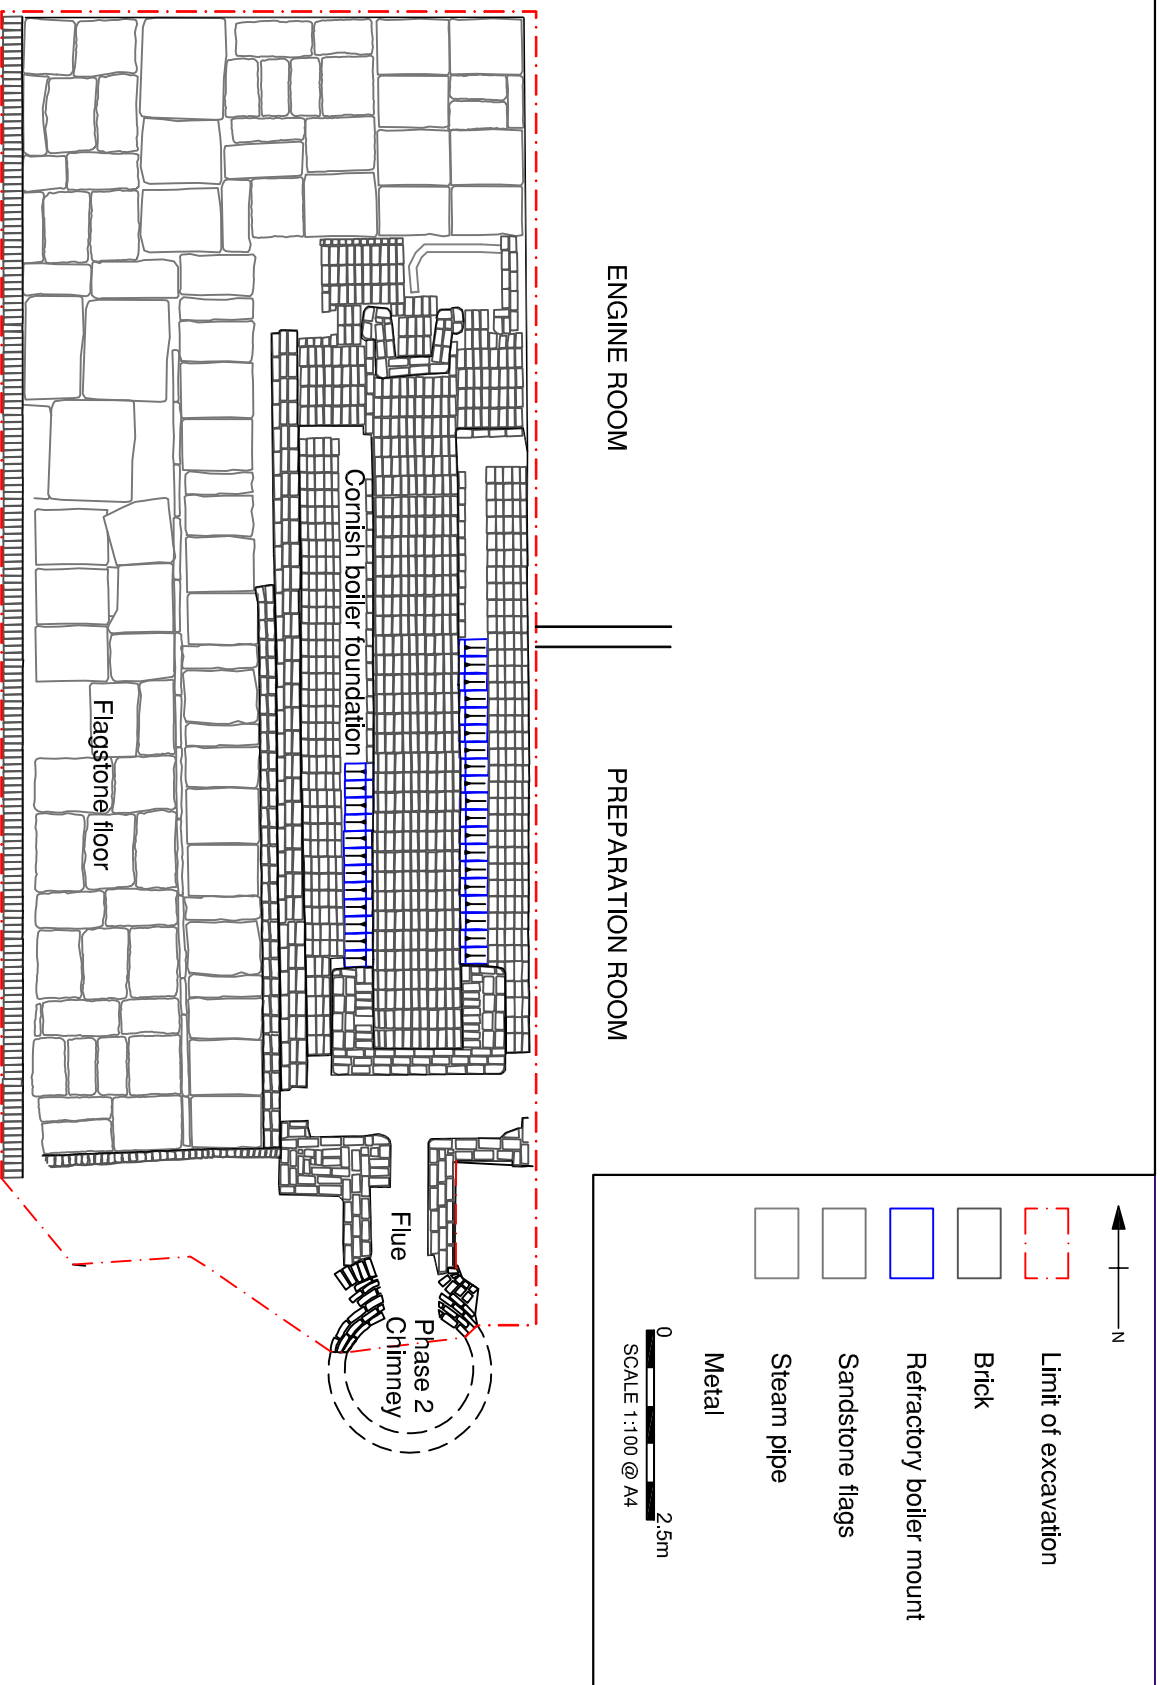 ENGINE ROOM
PREPARATION ROOM
Cornish boiler foundation
Flagstone floor
Flue
Phase 2
Chimney
N
Limit of excavation
Brick
Refractory boiler mount
Sandstone flags
Steam pipe
Metal
0
2.5m
SCALE 1:100 @ A4